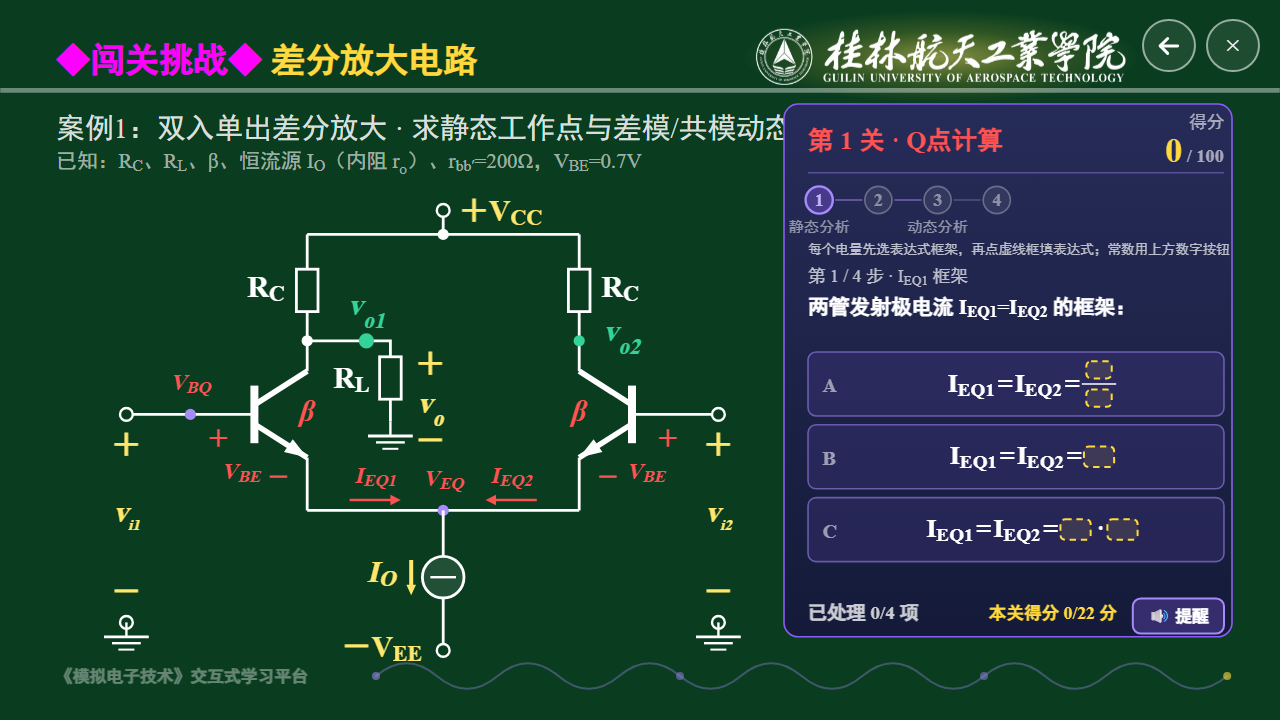 ◆闯关挑战◆ 差分放大电路
桂林航天工業學院
GUILIN UNIVERSITY OF AEROSPACE TECHNOLOGY
案例1：双入单出差分放大 · 求静态工作点与差模/共模动态
已知：RC、RL、β、恒流源 IO（内阻 ro）、rbb'=200Ω，VBE=0.7V
+VCC
RC
RC
vo1
vo2
RL
+
vo
−
VBQ
β
β
+
VBE −
+
− VBE
+
vi1
−
+
vi2
−
IEQ1
VEQ
IEQ2
IO
−VEE
第 1 关 · Q点计算
得分
0 / 100
1 2 3 4
静态分析 动态分析
每个电量先选表达式框架，再点虚线框填表达式；常数用上方数字按钮
第 1 / 4 步 · IEQ1 框架
两管发射极电流 IEQ1=IEQ2 的框架：
A IEQ1=IEQ2=
B IEQ1=IEQ2=
C IEQ1=IEQ2= ·
已处理 0/4 项
本关得分 0/22 分
提醒
《模拟电子技术》交互式学习平台